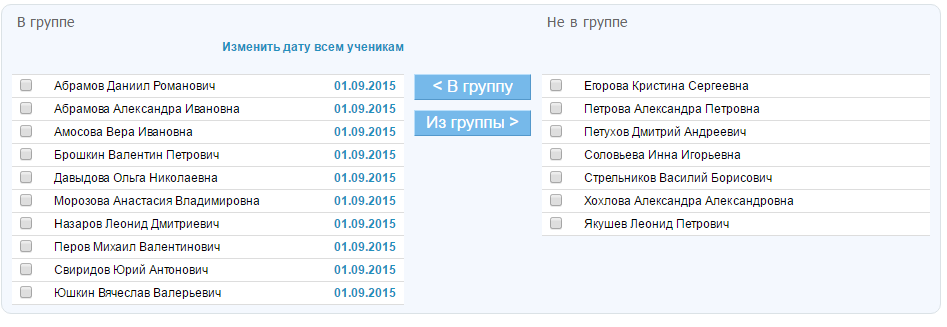 В группе
Изменить дату всем ученикам
Абрамов Даниил Романович 01.09.2015
Абрамова Александра Ивановна 01.09.2015
Амосова Вера Ивановна 01.09.2015
Брошкин Валентин Петрович 01.09.2015
Давыдова Ольга Николаевна 01.09.2015
Морозова Анастасия Владимировна 01.09.2015
Назаров Леонид Дмитриевич 01.09.2015
Перов Михаил Валентинович 01.09.2015
Свиридов Юрий Антонович 01.09.2015
Юшкин Вячеслав Валерьевич 01.09.2015
< В группу
Из группы >
Не в группе
Егорова Кристина Сергеевна
Петрова Александра Петровна
Петухов Дмитрий Андреевич
Соловьева Инна Игорьевна
Стрельников Василий Борисович
Хохлова Александра Александровна
Якушев Леонид Петрович